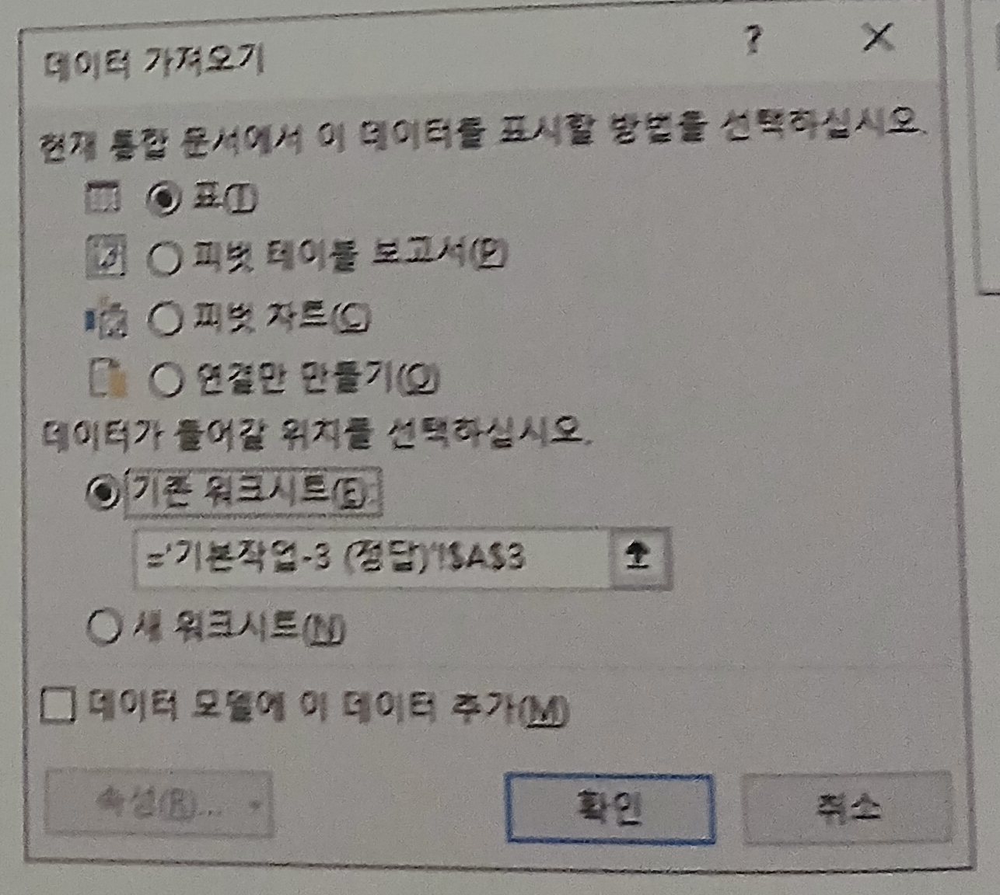 데이터 가져오기 ? X
현재 통합 문서에서 이 데이터를 표시할 방법을 선택하십시오.
표(T)
피벗 테이블 보고서(P)
피벗 차트(C)
연결만 만들기(O)
데이터가 들어갈 위치를 선택하십시오.
기존 워크시트(E):
='기본작업-3 (정답)'!$A$3
새 워크시트(N)
데이터 모델에 이 데이터 추가(M)
속성(R)...
확인 취소